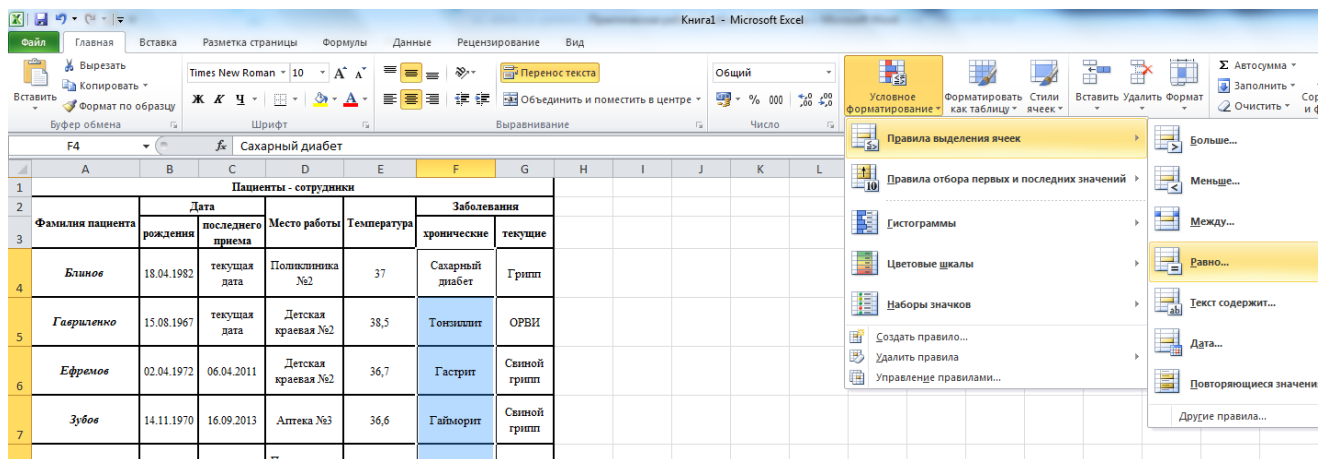 Книга1 - Microsoft Excel
Файл Главная Вставка Разметка страницы Формулы Данные Рецензирование Вид
Вставить
Вырезать
Копировать
Формат по образцу
Буфер обмена
Times New Roman 10
Ж К Ч
Шрифт
Перенос текста
Объединить и поместить в центре
Выравнивание
Общий
% 000
Число
Условное форматирование
Форматировать как таблицу
Стили ячеек
Вставить Удалить Формат
Σ Автосумма
Заполнить
Очистить
F4 fx Сахарный диабет
A B C D E F G H I J K L
1 Пациенты - сотрудники
2 Фамилия пациента Дата Место работы Температура Заболевания
3 рождения последнего приема хронические текущие
4 Блинов 18.04.1982 текущая дата Поликлиника №2 37 Сахарный диабет Грипп
5 Гавриленко 15.08.1967 текущая дата Детская краевая №2 38,5 Тонзиллит ОРВИ
6 Ефремов 02.04.1972 06.04.2011 Детская краевая №2 36,7 Гастрит Свиной грипп
7 Зубов 14.11.1970 16.09.2013 Аптека №3 36,6 Гайморит Свиной грипп
Правила выделения ячеек
Правила отбора первых и последних значений
Гистограммы
Цветовые шкалы
Наборы значков
Создать правило...
Удалить правила
Управление правилами...
Больше...
Меньше...
Между...
Равно...
Текст содержит...
Дата...
Повторяющиеся значения
Другие правила...